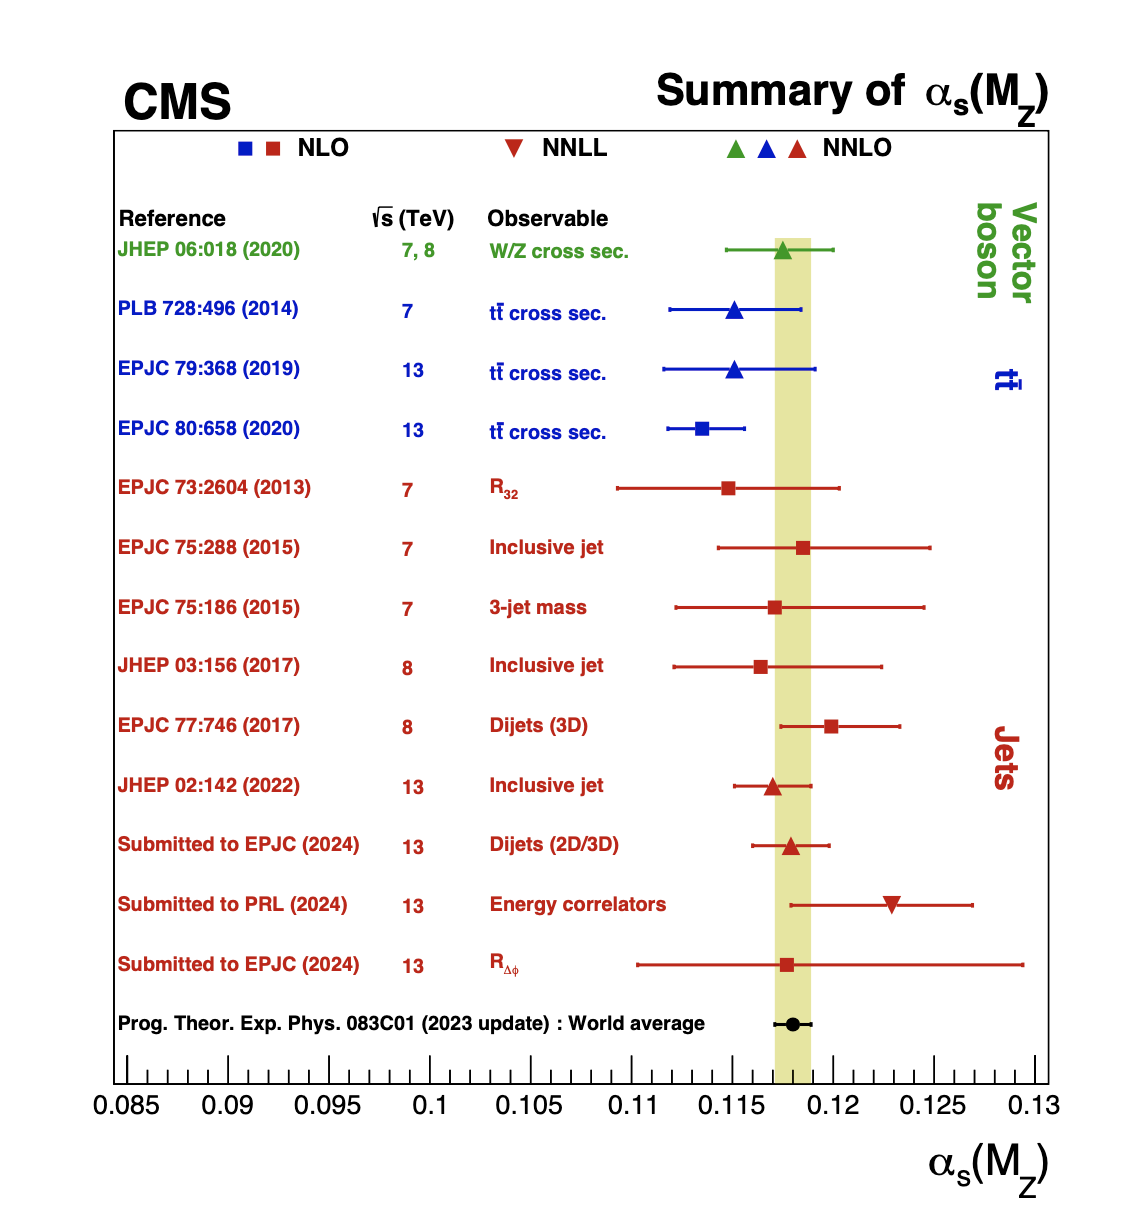 CMS Summary of αs(MZ)
NLO NNLL NNLO
Reference √s (TeV) Observable
JHEP 06:018 (2020) 7, 8 W/Z cross sec.
PLB 728:496 (2014) 7 tt̄ cross sec.
EPJC 79:368 (2019) 13 tt̄ cross sec.
EPJC 80:658 (2020) 13 tt̄ cross sec.
EPJC 73:2604 (2013) 7 R32
EPJC 75:288 (2015) 7 Inclusive jet
EPJC 75:186 (2015) 7 3-jet mass
JHEP 03:156 (2017) 8 Inclusive jet
EPJC 77:746 (2017) 8 Dijets (3D)
JHEP 02:142 (2022) 13 Inclusive jet
Submitted to EPJC (2024) 13 Dijets (2D/3D)
Submitted to PRL (2024) 13 Energy correlators
Submitted to EPJC (2024) 13 RΔϕ
Prog. Theor. Exp. Phys. 083C01 (2023 update) : World average
Vector
boson
tt̄
Jets
0.085 0.09 0.095 0.1 0.105 0.11 0.115 0.12 0.125 0.13
αs(MZ)